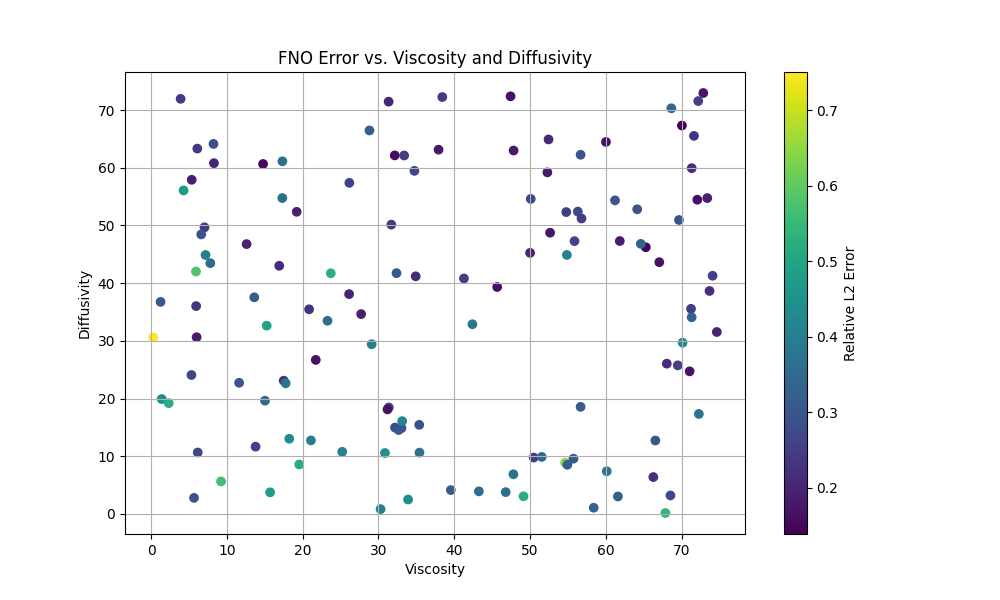 FNO Error vs. Viscosity and Diffusivity
Diffusivity
70
60
50
40
30
20
10
0
0 10 20 30 40 50 60 70
Viscosity
0.7
0.6
0.5
0.4
0.3
0.2
Relative L2 Error